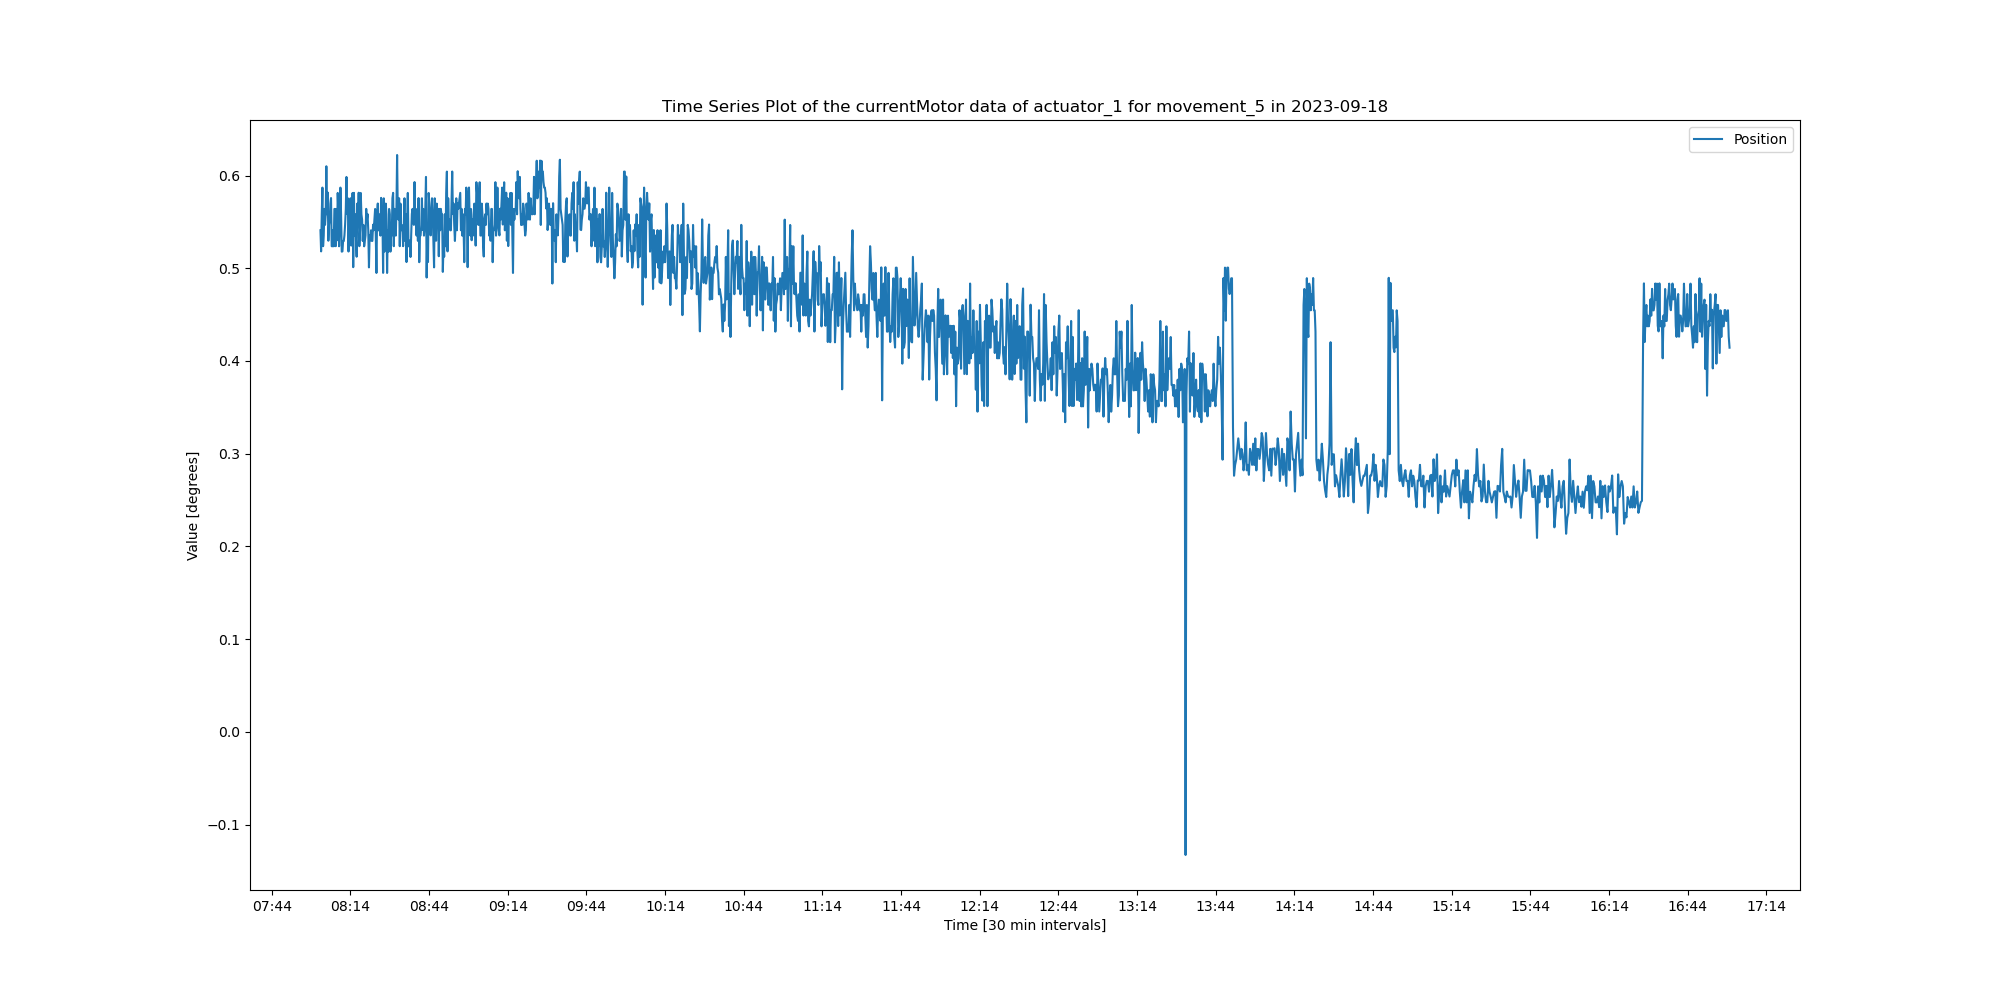 Time Series Plot of the currentMotor data of actuator_1 for movement_5 in 2023-09-18
Position
0.6
0.5
0.4
0.3
0.2
0.1
0.0
−0.1
Value [degrees]
07:44 08:14 08:44 09:14 09:44 10:14 10:44 11:14 11:44 12:14 12:44 13:14 13:44 14:14 14:44 15:14 15:44 16:14 16:44 17:14
Time [30 min intervals]